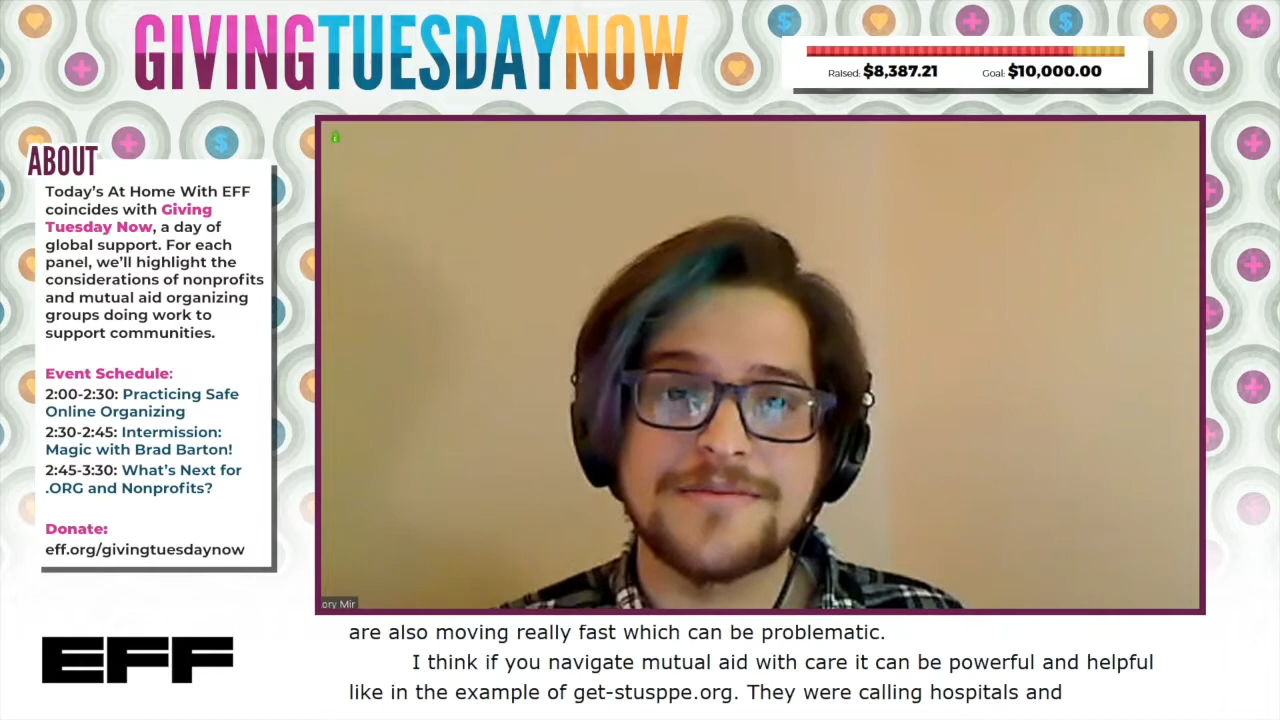 GIVINGTUESDAYNOW
Raised: $8,387.21 Goal: $10,000.00
ABOUT
Today's At Home With EFF
coincides with Giving
Tuesday Now, a day of
global support. For each
panel, we'll highlight the
considerations of nonprofits
and mutual aid organizing
groups doing work to
support communities.
Event Schedule:
2:00-2:30: Practicing Safe
Online Organizing
2:30-2:45: Intermission:
Magic with Brad Barton!
2:45-3:30: What's Next for
.ORG and Nonprofits?
Donate:
eff.org/givingtuesdaynow
EFF
ory Mir
are also moving really fast which can be problematic.
I think if you navigate mutual aid with care it can be powerful and helpful
like in the example of get-stusppe.org. They were calling hospitals and